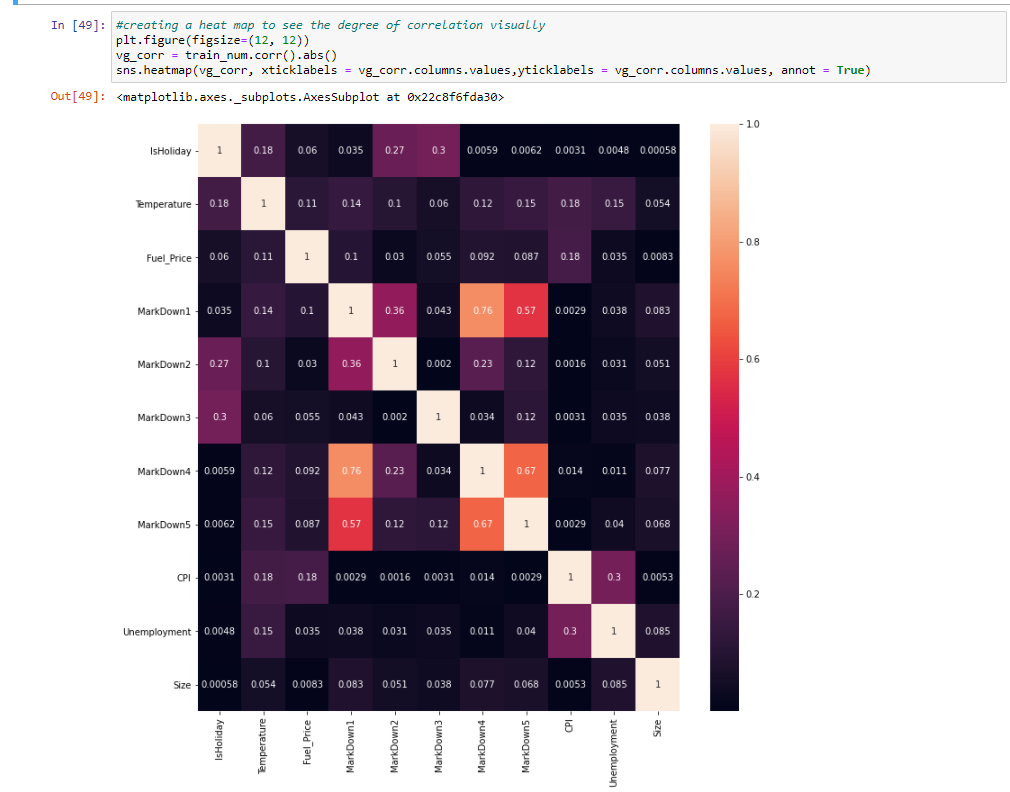 In [49]: #creating a heat map to see the degree of correlation visually
plt.figure(figsize=(12, 12))
vg_corr = train_num.corr().abs()
sns.heatmap(vg_corr, xticklabels = vg_corr.columns.values,yticklabels = vg_corr.columns.values, annot = True)
Out[49]: <matplotlib.axes._subplots.AxesSubplot at 0x22c8f6fda30>
IsHoliday 1 0.18 0.06 0.035 0.27 0.3 0.0059 0.0062 0.0031 0.0048 0.00058
Temperature 0.18 1 0.11 0.14 0.1 0.06 0.12 0.15 0.18 0.15 0.054
Fuel_Price 0.06 0.11 1 0.1 0.03 0.055 0.092 0.087 0.18 0.035 0.0083
MarkDown1 0.035 0.14 0.1 1 0.36 0.043 0.76 0.57 0.0029 0.038 0.083
MarkDown2 0.27 0.1 0.03 0.36 1 0.002 0.23 0.12 0.0016 0.031 0.051
MarkDown3 0.3 0.06 0.055 0.043 0.002 1 0.034 0.12 0.0031 0.035 0.038
MarkDown4 0.0059 0.12 0.092 0.76 0.23 0.034 1 0.67 0.014 0.011 0.077
MarkDown5 0.0062 0.15 0.087 0.57 0.12 0.12 0.67 1 0.0029 0.04 0.068
CPI 0.0031 0.18 0.18 0.0029 0.0016 0.0031 0.014 0.0029 1 0.3 0.0053
Unemployment 0.0048 0.15 0.035 0.038 0.031 0.035 0.011 0.04 0.3 1 0.085
Size 0.00058 0.054 0.0083 0.083 0.051 0.038 0.077 0.068 0.0053 0.085 1
IsHoliday
Temperature
Fuel_Price
MarkDown1
MarkDown2
MarkDown3
MarkDown4
MarkDown5
CPI
Unemployment
Size
1.0
0.8
0.6
0.4
0.2